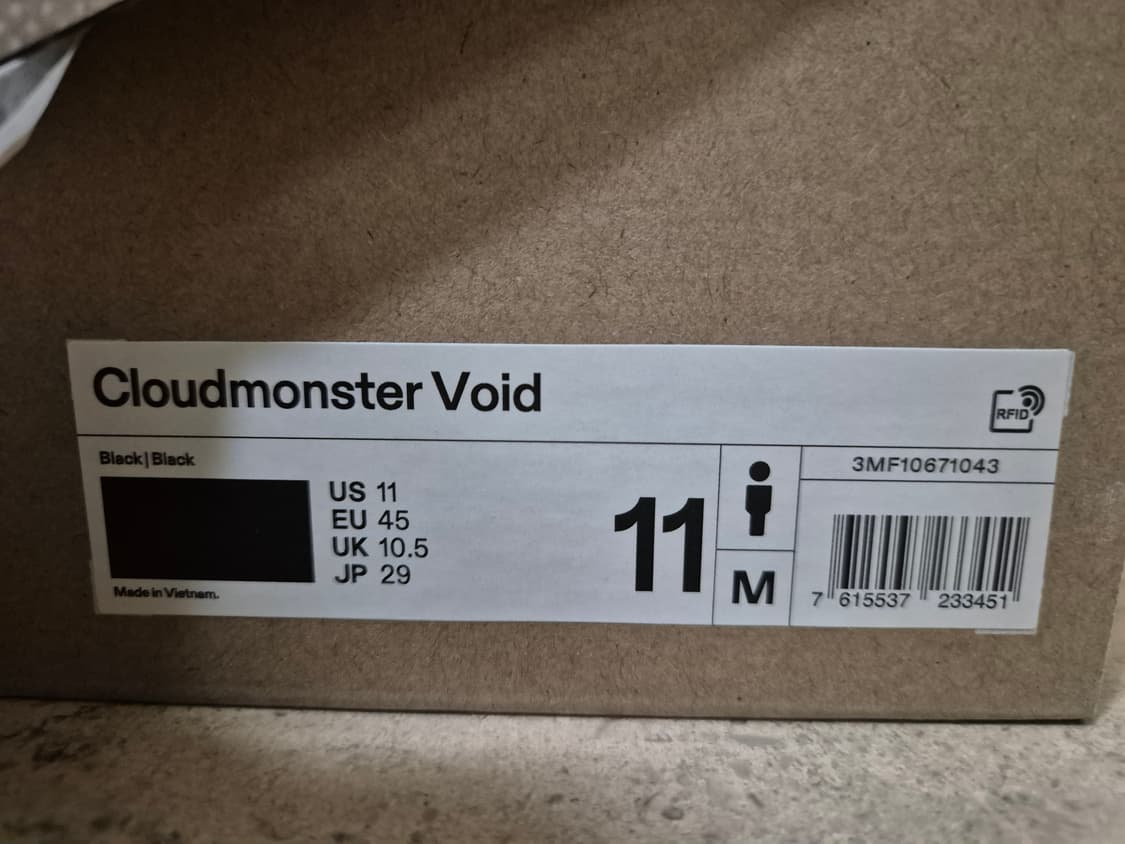 Cloudmonster Void
RFID
Black|Black
US 11
EU 45
UK 10.5
JP 29
Made in Vietnam.
11
M
3MF10671043
7 615537 233451